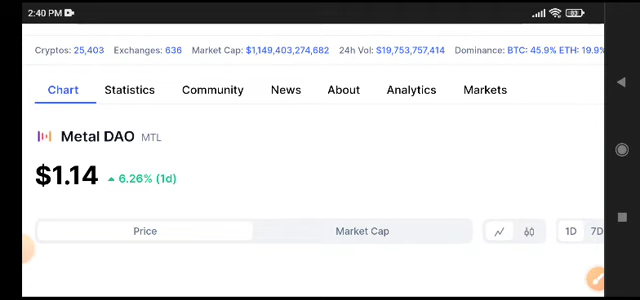 2:40 PM
Cryptos: 25,403 Exchanges: 636 Market Cap: $1,149,403,274,682 24h Vol: $19,753,757,414 Dominance: BTC: 45.9% ETH: 19.9%
Chart Statistics Community News About Analytics Markets
Metal DAO MTL
$1.14 6.26% (1d)
Price Market Cap 1D 7D